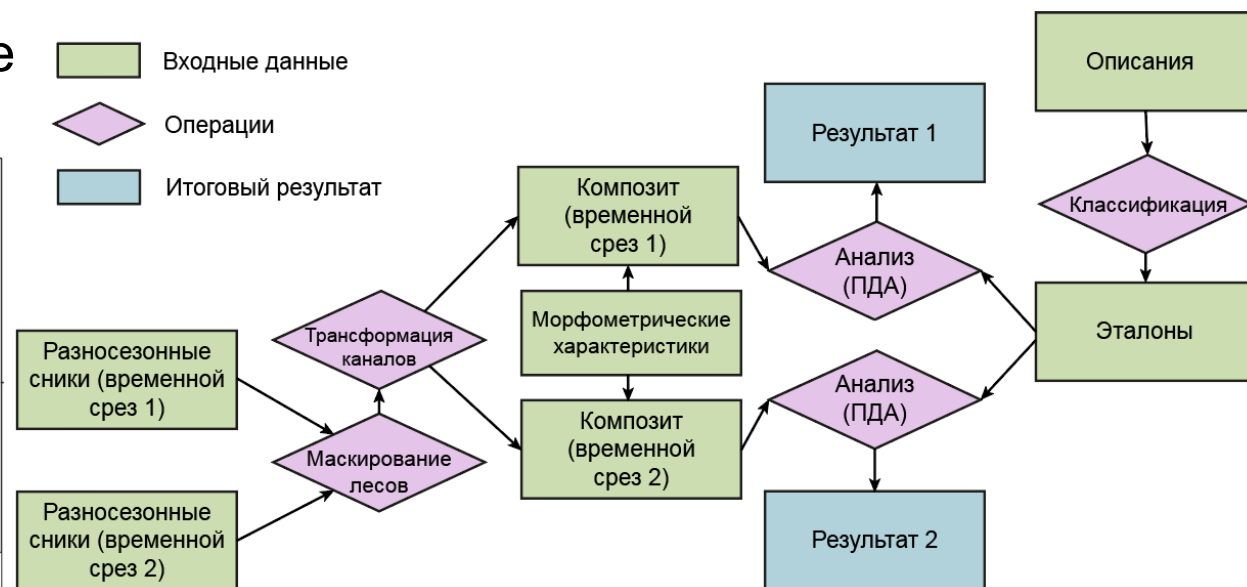 е
Входные данные
Операции
Итоговый результат
Описания
Результат 1
Классификация
Композит
(временной
срез 1)
Анализ
(ПДА)
Трансформация
каналов
Морфометрические
характеристики
Эталоны
Разносезонные
сники (временной
срез 1)
Анализ
(ПДА)
Композит
(временной
срез 2)
Маскирование
лесов
Разносезонные
сники (временной
срез 2)
Результат 2